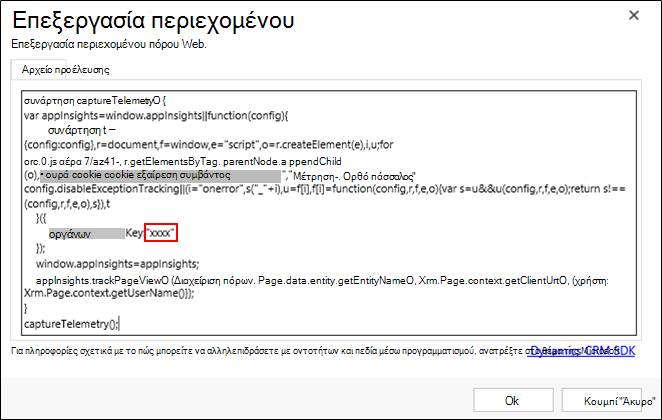 Επεξεργασία περιεχομένου
Επεξεργασία περιεχομένου πόρου Web.
Αρχείο προέλευσης
συνάρτηση captureTelemetryO {
var appInsights=window.appInsights||function(config){
συνάρτηση t –
{config:config},r=document,f=window,e="script",o=r.createElement(e),i,u;for
orc.0.js αέρα 7/az41-, r.getElementsByTag. parentNode.a ppendChild
(o),• ουρά cookie cookie εξαίρεση συμβάντος ","Μέτρηση-. Ορθό πάσσαλος"
config.disableExceptionTracking||(i="onerror",s("_"+i),u=f[i],f[i]=function(config,r,f,e,o){var s=u&&u(config,r,f,e,o);return s!==
(config,r,f,e,o),s}),t
}({
οργάνων Key:"xxxx"
});
window.appInsights=appInsights;
appInsights.trackPageViewO (Διαχείριση πόρων. Page.data.entity.getEntityNameO, Xrm.Page.context.getClientUrtO, (χρήστη:
Xrm.Page.context.getUserName()});
}
captureTelemetry();
Για πληροφορίες σχετικά με το πώς μπορείτε να αλληλεπιδράσετε με οντοτήτων και πεδία μέσω προγραμματισμού, ανατρέξτε Dynamics CRM SDK
Ok
Κουμπί "Άκυρο"